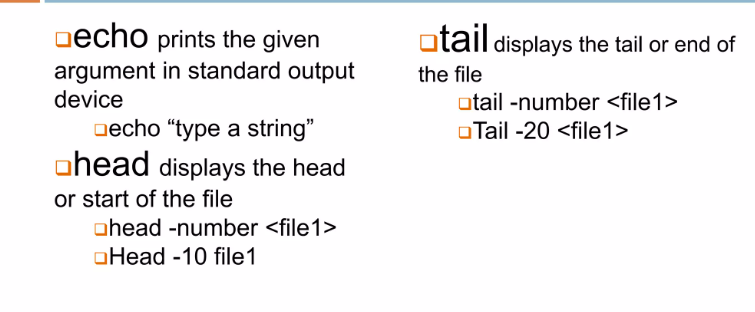 echo prints the given
argument in standard output
device
echo “type a string”
head displays the head
or start of the file
head -number <file1>
Head -10 file1
tail displays the tail or end of
the file
tail -number <file1>
Tail -20 <file1>